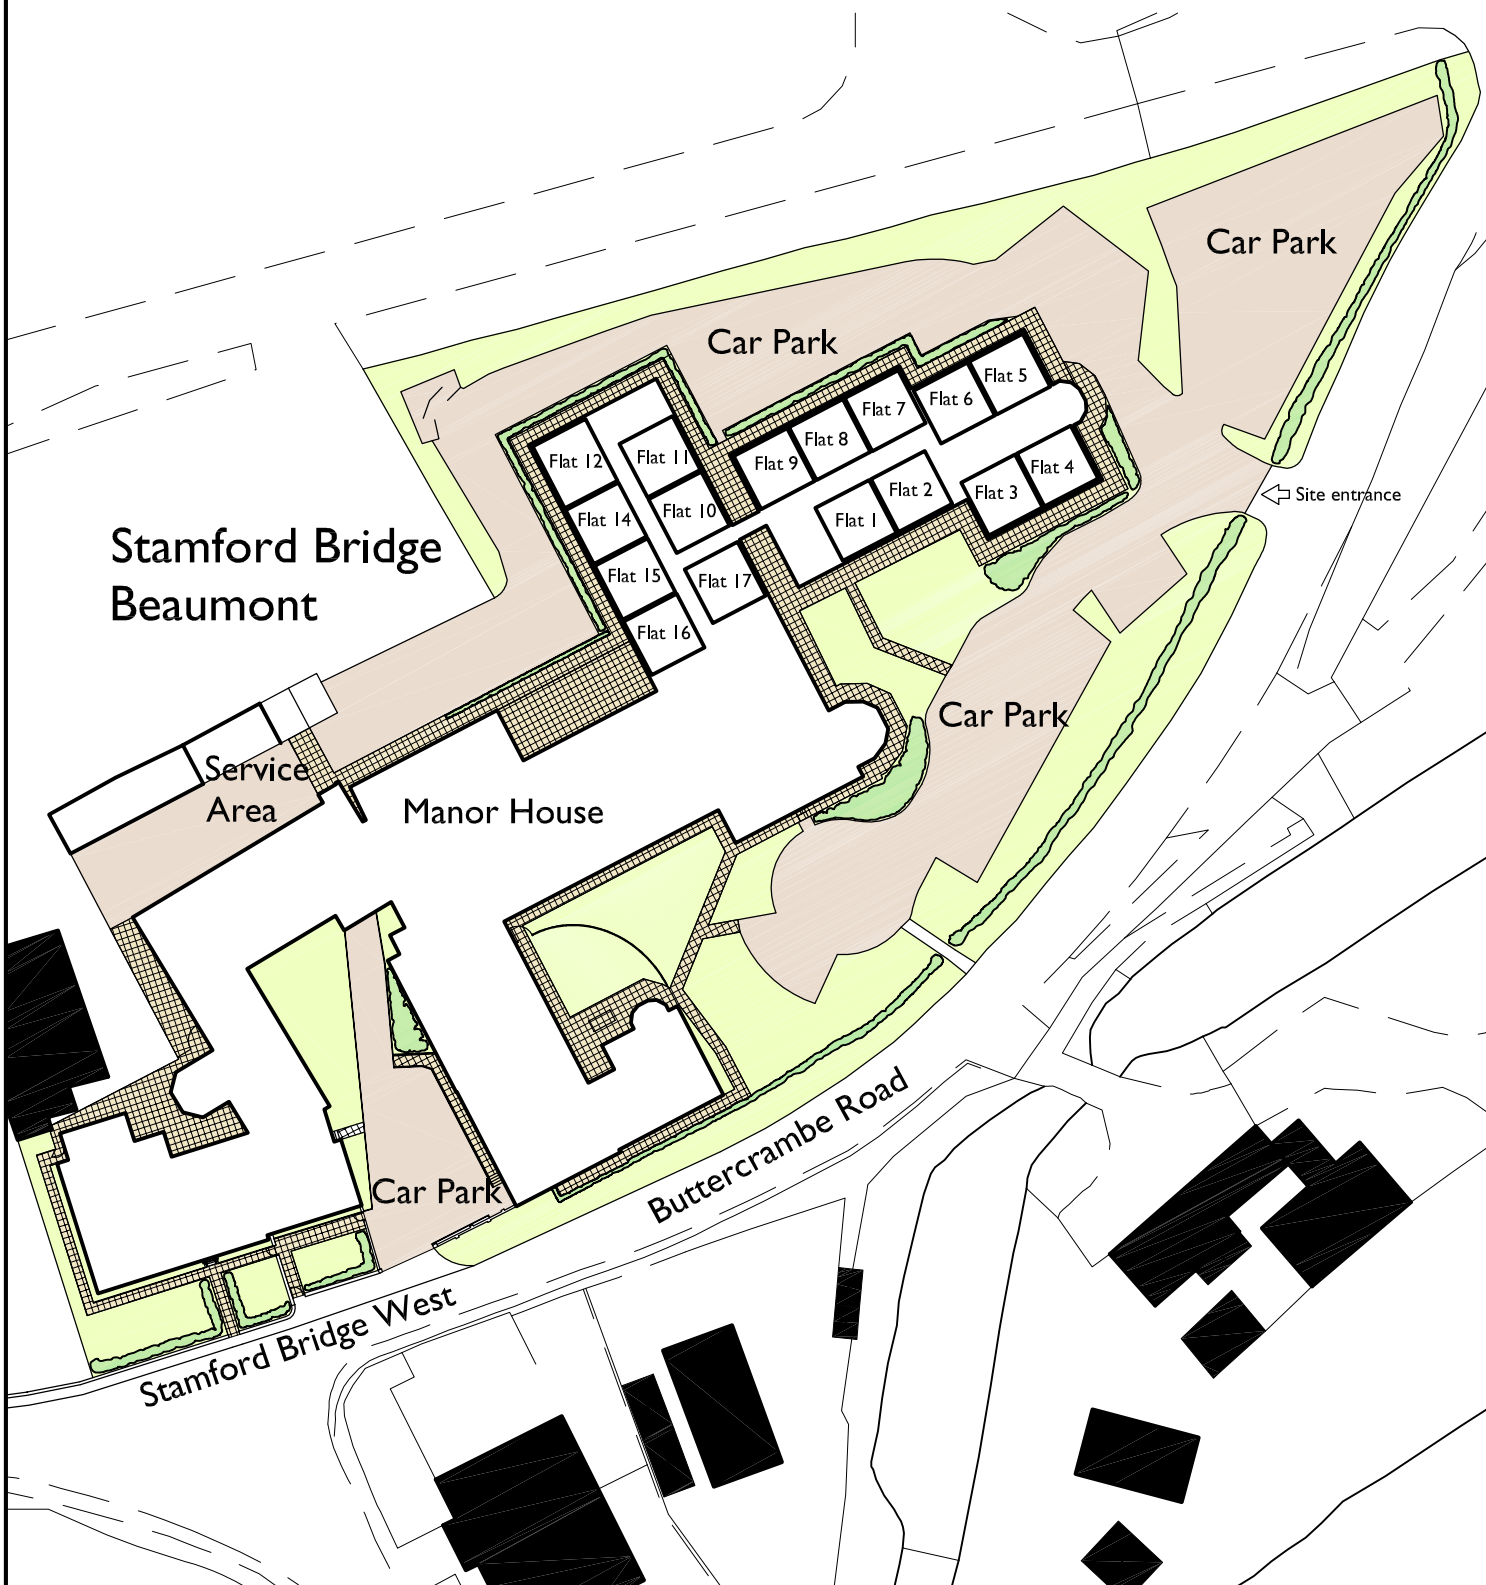 Car Park
Car Park
Flat 5
Flat 6
Flat 7
Flat 8
Flat 9
Flat 11
Flat 12
Flat 4
Flat 3
Flat 2
Flat 1
Flat 10
Flat 14
Site entrance
Stamford Bridge
Beaumont
Flat 15
Flat 17
Flat 16
Car Park
Service
Area
Manor House
Car Park
Buttercrambe Road
Stamford Bridge West